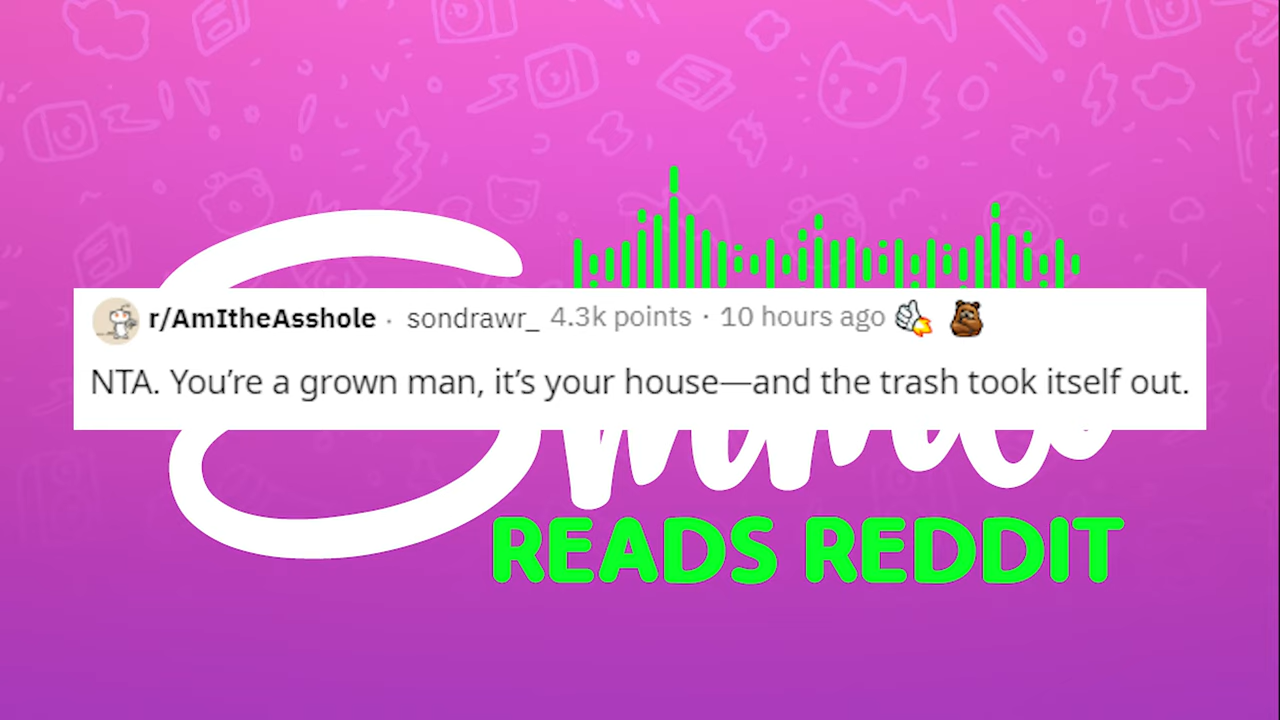 r/AmItheAsshole · sondrawr_ 4.3k points · 10 hours ago
NTA. You’re a grown man, it’s your house—and the trash took itself out.
READS REDDIT